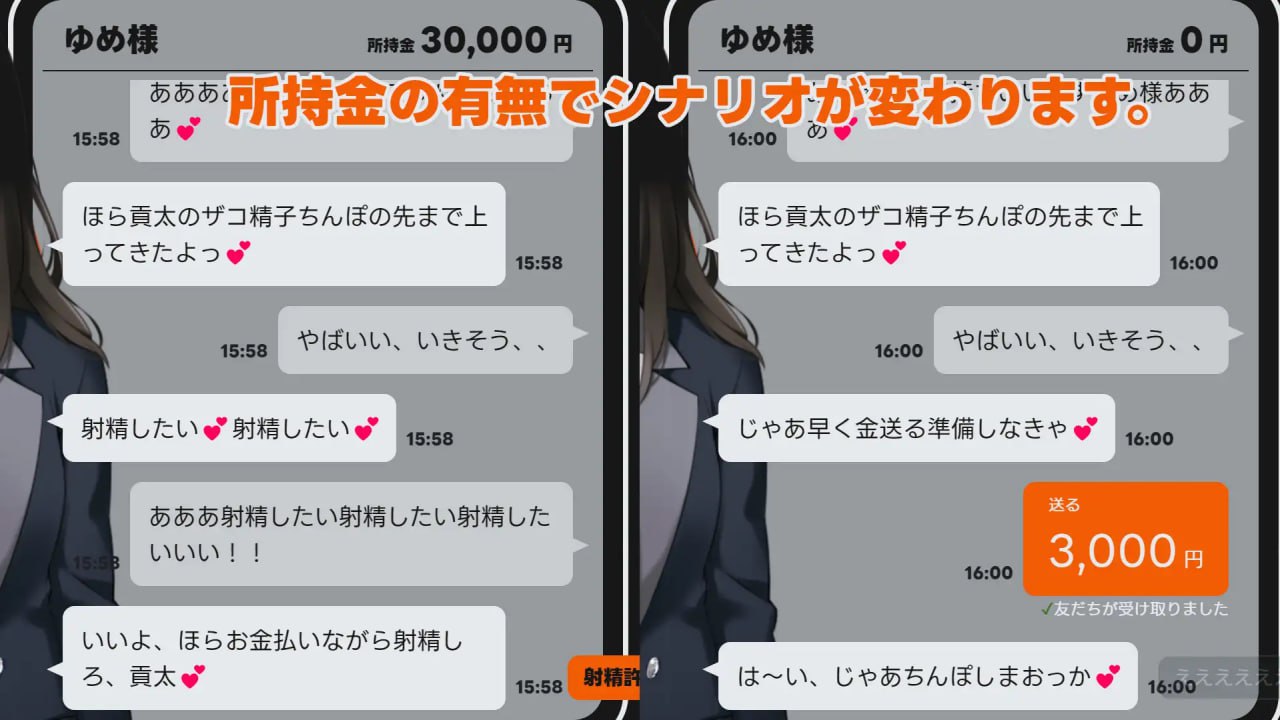 ゆめ様
所持金 30,000 円
所持金の有無でシナリオが変わります。
あ💕
15:58
ほら貢太のザコ精子ちんぽの先まで上
ってきたよっ💕
15:58
やばいい、いきそう、、
15:58
射精したい💕射精したい💕
15:58
あああ射精したい射精したい射精した
いいい！！
15:58
いいよ、ほらお金払いながら射精し
ろ、貢太💕
15:58
射精許
ゆめ様
所持金 0 円
め様ああ
あ💕
16:00
ほら貢太のザコ精子ちんぽの先まで上
ってきたよっ💕
16:00
やばいい、いきそう、、
16:00
じゃあ早く金送る準備しなきゃ💕
16:00
送る
3,000 円
16:00
✓友だちが受け取りました
は〜い、じゃあちんぽしまおっか💕
16:00
えええええ